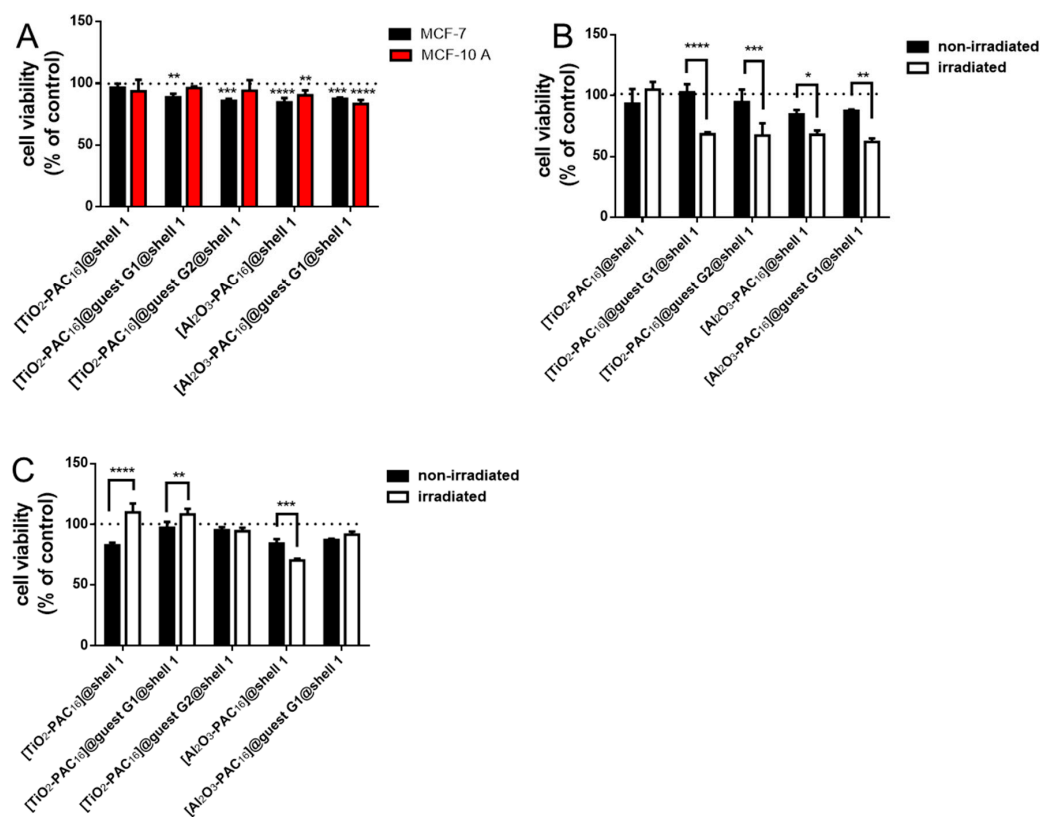 A
MCF-7
MCF-10 A
cell viability
(% of control)
150
100
50
0
**
***
****
**
***
****
[TiO₂-PAC₁₆]@shell 1
[TiO₂-PAC₁₆]@guest G1@shell 1
[TiO₂-PAC₁₆]@guest G2@shell 1
[Al₂O₃-PAC₁₆]@shell 1
[Al₂O₃-PAC₁₆]@guest G1@shell 1
B
non-irradiated
irradiated
cell viability
(% of control)
150
100
50
0
****
***
*
**
[TiO₂-PAC₁₆]@shell 1
[TiO₂-PAC₁₆]@guest G1@shell 1
[TiO₂-PAC₁₆]@guest G2@shell 1
[Al₂O₃-PAC₁₆]@shell 1
[Al₂O₃-PAC₁₆]@guest G1@shell 1
C
non-irradiated
irradiated
cell viability
(% of control)
150
100
50
0
****
**
***
[TiO₂-PAC₁₆]@shell 1
[TiO₂-PAC₁₆]@guest G1@shell 1
[TiO₂-PAC₁₆]@guest G2@shell 1
[Al₂O₃-PAC₁₆]@shell 1
[Al₂O₃-PAC₁₆]@guest G1@shell 1